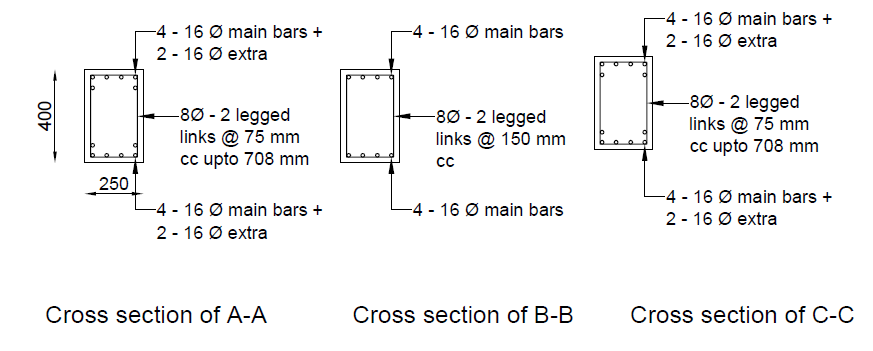 4 - 16 Ø main bars +
2 - 16 Ø extra
400
8Ø - 2 legged
links @ 75 mm
cc upto 708 mm
250
4 - 16 Ø main bars +
2 - 16 Ø extra
Cross section of A-A
4 - 16 Ø main bars
8Ø - 2 legged
links @ 150 mm
cc
4 - 16 Ø main bars
Cross section of B-B
4 - 16 Ø main bars +
2 - 16 Ø extra
8Ø - 2 legged
links @ 75 mm
cc upto 708 mm
4 - 16 Ø main bars +
2 - 16 Ø extra
Cross section of C-C